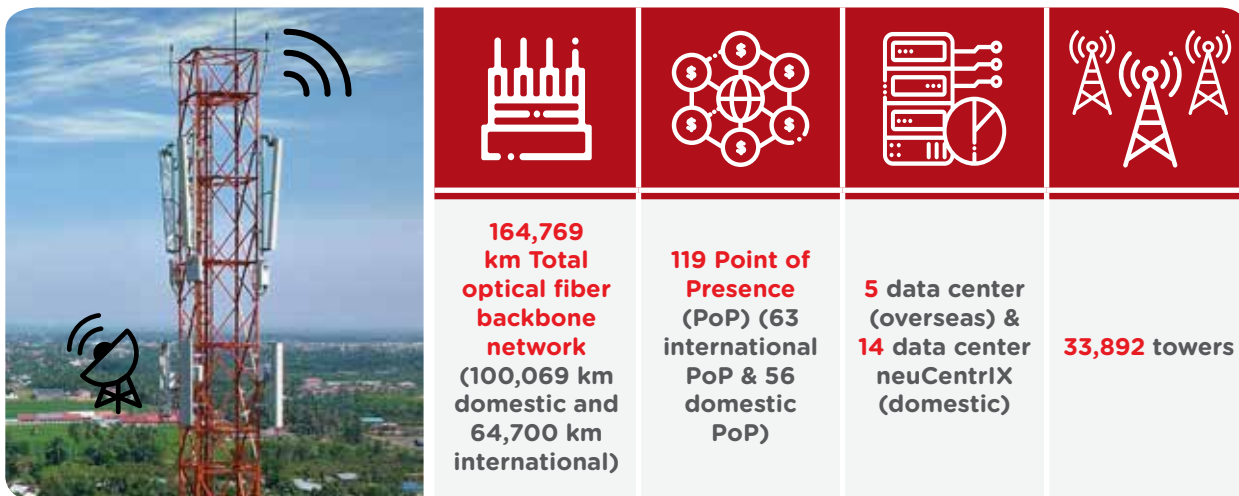 164,769
km Total
optical fiber
backbone
network
(100,069 km
domestic and
64,700 km
international)
119 Point of
Presence
(PoP) (63
international
PoP & 56
domestic
PoP)
5 data center
(overseas) &
14 data center
neuCentrIX
(domestic)
33,892 towers